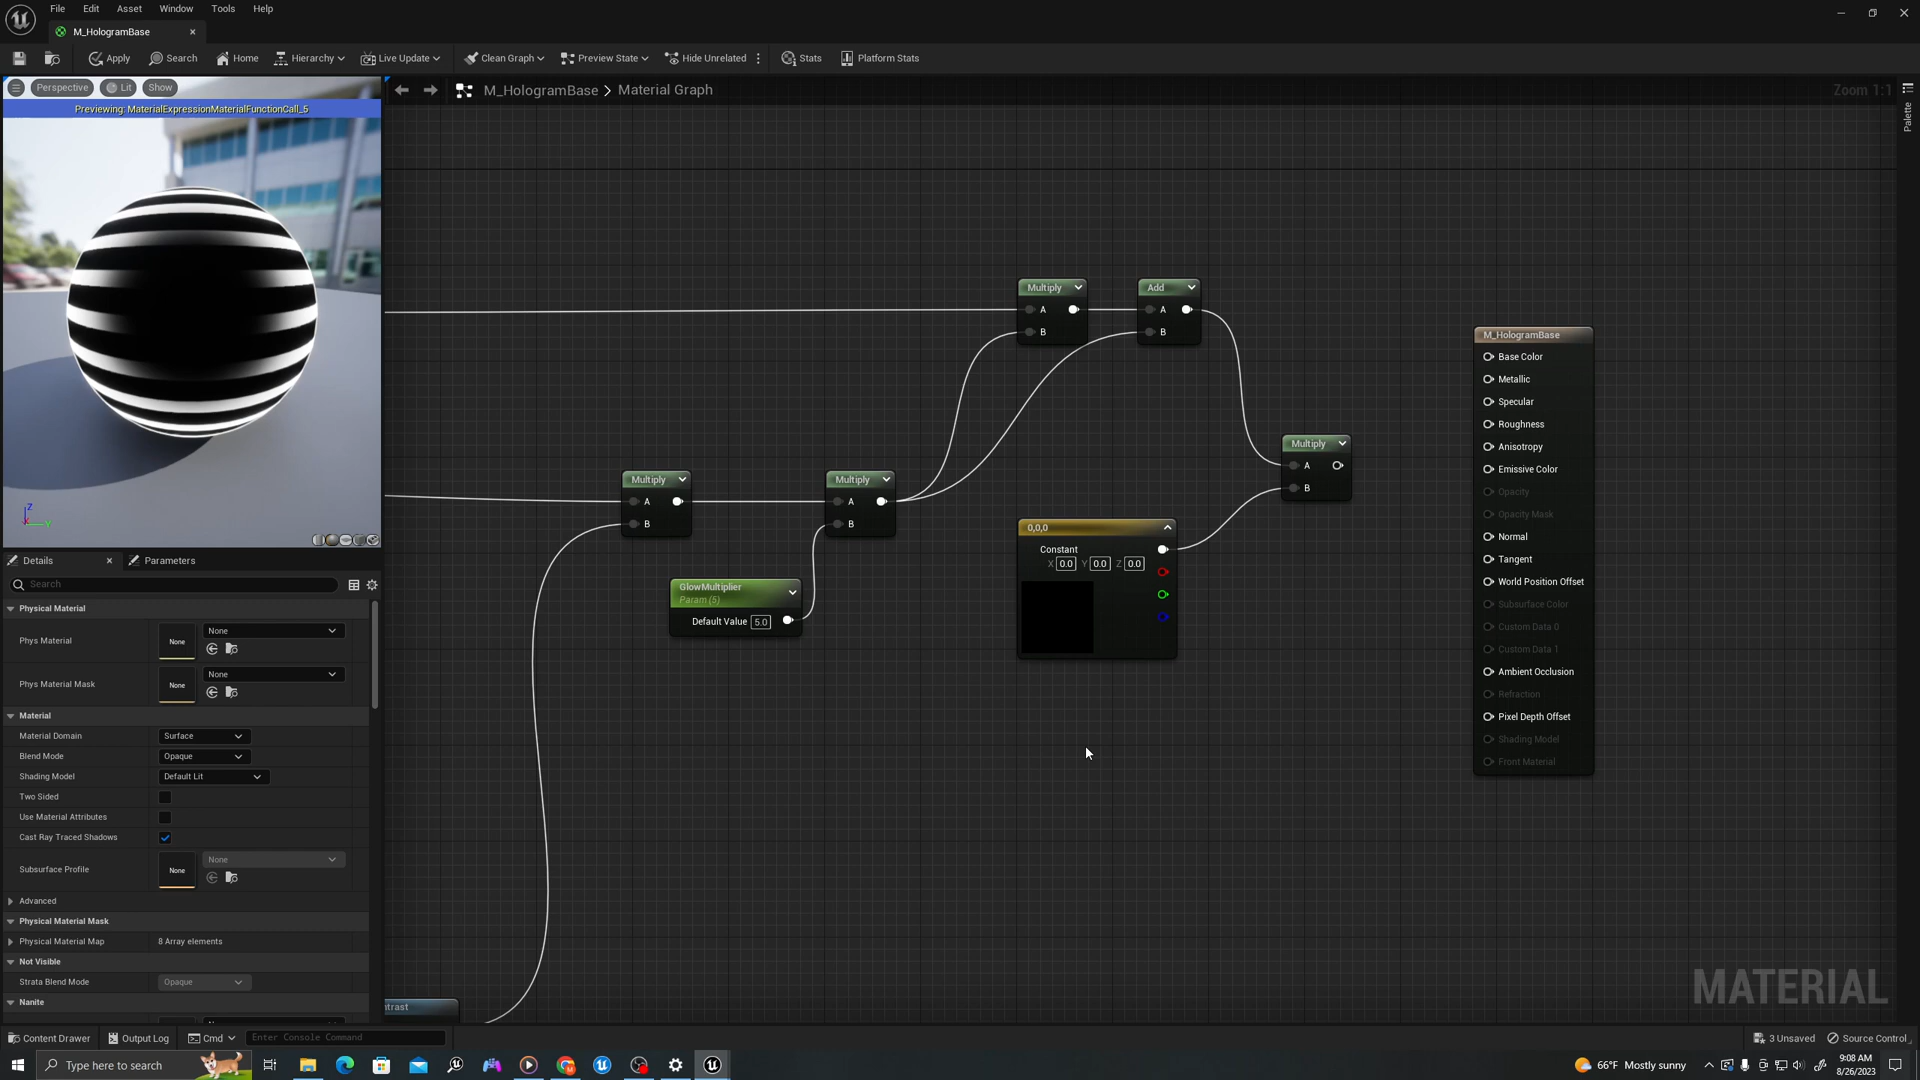 File Edit Asset Window Tools Help
M_HologramBase
Apply Search Home Hierarchy Live Update Clean Graph Preview State Hide Unrelated Stats Platform Stats
Perspective Lit Show
M_HologramBase > Material Graph
Zoom 1:1
Palette
Previewing: MaterialExpressionMaterialFunctionCall_5
Z
Y
Multiply
A
B
Add
A
B
M_HologramBase
Base Color
Metallic
Specular
Roughness
Anisotropy
Emissive Color
Opacity
Opacity Mask
Normal
Tangent
World Position Offset
Subsurface Color
Custom Data 0
Custom Data 1
Ambient Occlusion
Refraction
Pixel Depth Offset
Shading Model
Front Material
Multiply
A
B
Multiply
A
B
Multiply
A
B
0,0,0
Constant
X 0.0 Y 0.0 Z 0.0
GlowMultiplier
Param (5)
Default Value 5.0
ntrast
MATERIAL
Details Parameters
Search
Physical Material
Phys Material None None
Phys Material Mask None None
Material
Material Domain Surface
Blend Mode Opaque
Shading Model Default Lit
Two Sided
Use Material Attributes
Cast Ray Traced Shadows
Subsurface Profile None None
Advanced
Physical Material Mask
Physical Material Map 8 Array elements
Not Visible
Strata Blend Mode Opaque
Nanite
Content Drawer Output Log Cmd Enter Console Command
3 Unsaved Source Control
Type here to search
66°F Mostly sunny
9:08 AM
8/26/2023